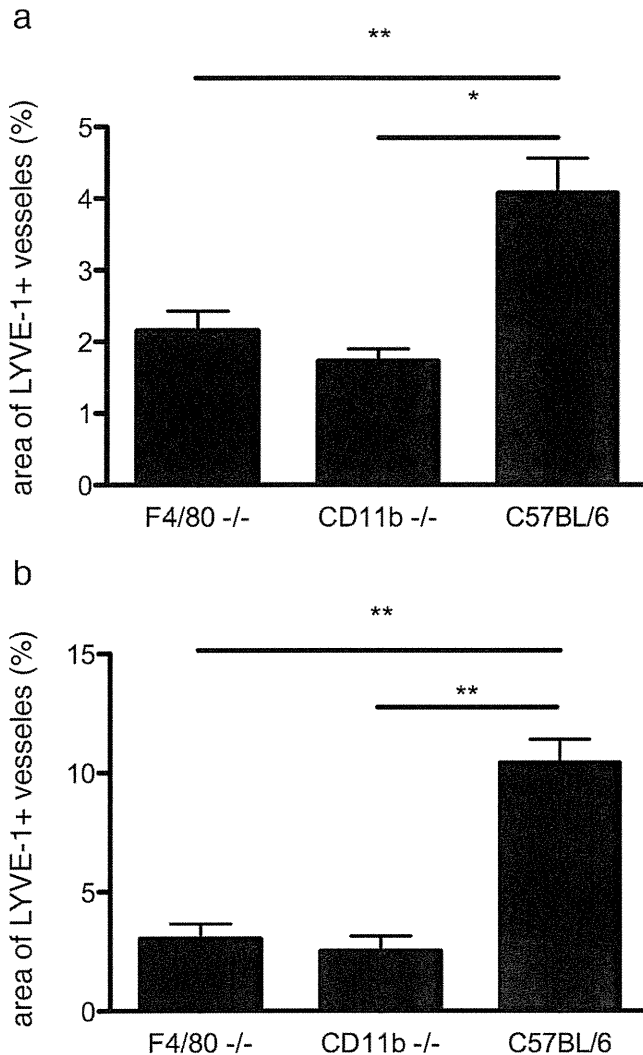 a
**
*
area of LYVE-1+ vesseles (%)
5
4
3
2
1
0
F4/80 -/- CD11b -/- C57BL/6
b
**
**
area of LYVE-1+ vesseles (%)
15
10
5
0
F4/80 -/- CD11b -/- C57BL/6